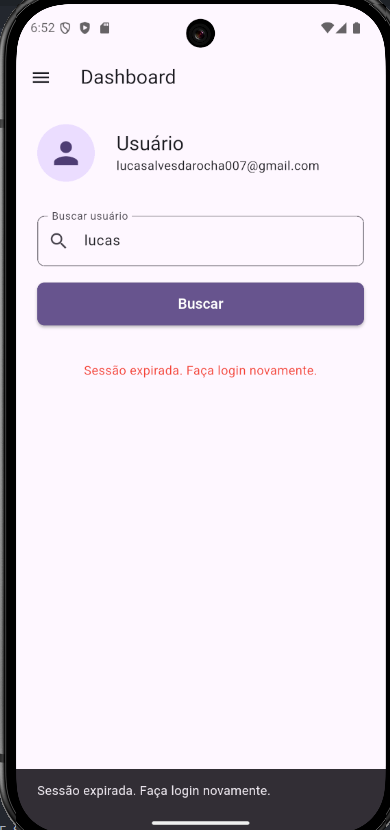 6:52
Dashboard
Usuário
lucasalvesdarocha007@gmail.com
Buscar usuário
lucas
Buscar
Sessão expirada. Faça login novamente.
Sessão expirada. Faça login novamente.